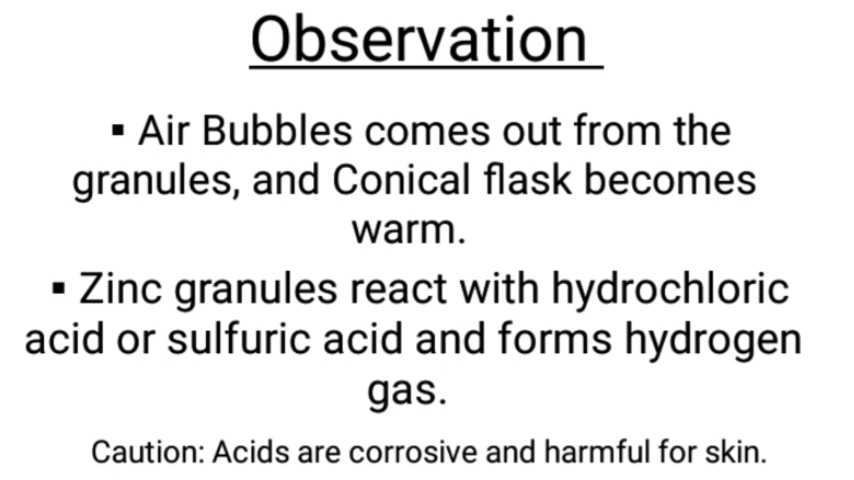 Observation
▪ Air Bubbles comes out from the
granules, and Conical flask becomes
warm.
▪ Zinc granules react with hydrochloric
acid or sulfuric acid and forms hydrogen
gas.
Caution: Acids are corrosive and harmful for skin.